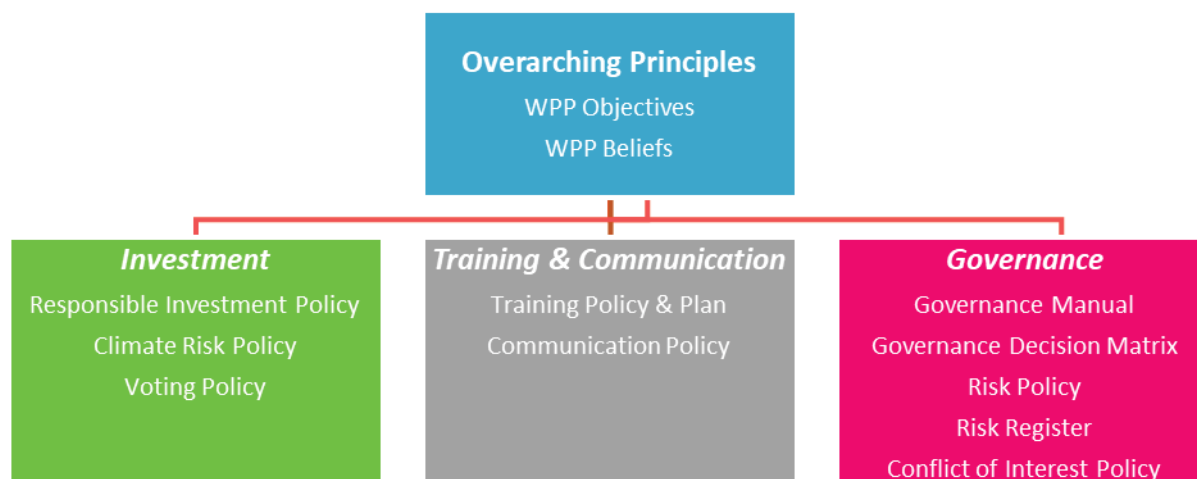 Overarching Principles
WPP Objectives
WPP Beliefs
Investment
Responsible Investment Policy
Climate Risk Policy
Voting Policy
Training & Communication
Training Policy & Plan
Communication Policy
Governance
Governance Manual
Governance Decision Matrix
Risk Policy
Risk Register
Conflict of Interest Policy